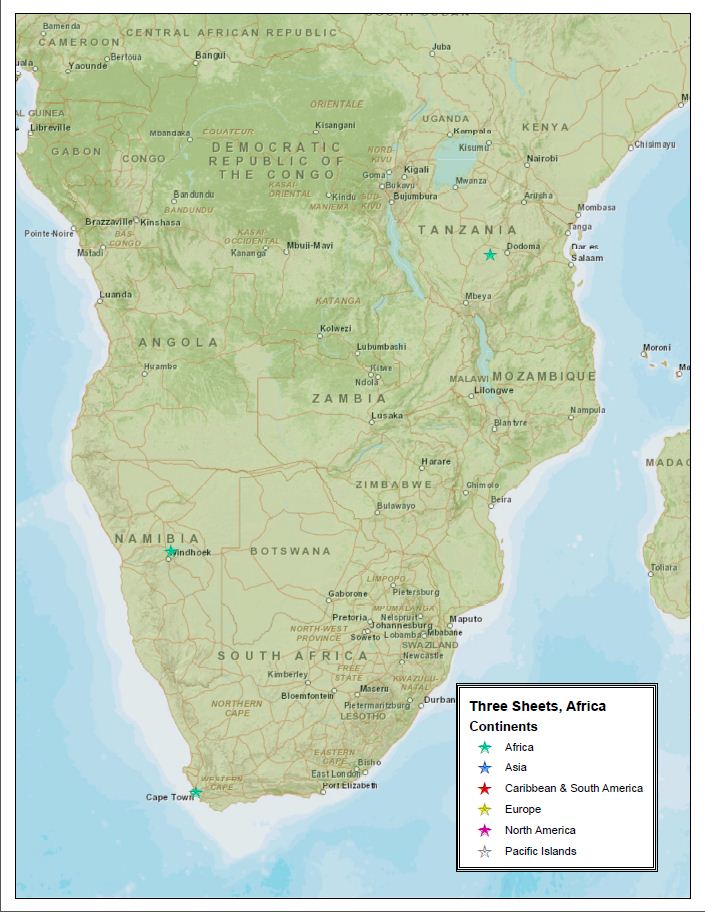 SOUTH SUDAN
Bamenda
CENTRAL AFRICAN REPUBLIC
CAMEROON
Juba
Bangui
Bertoua
Yaounde
uala
ORIENTALE
AL GUINEA
UGANDA
Libreville
Mbandaka
ÉQUATEUR
Kisangani
Kampala
KENYA
Kisumu
Chisimayu
GABON
CONGO
DEMOCRATIC
REPUBLIC OF
THE CONGO
NORD-
KIVU
Nairobi
Goma
Kigali
Bukavu
Mwanza
KASAI-
ORIENTAL
Bandundu
BANDUNDU
Kindu
MANIEMA
SUD-
KIVU
Bujumbura
Arusha
Mombasa
Brazzaville
Kinshasa
Pointe-Noire
BAS-
CONGO
Matadi
KASAI-
OCCIDENTAL
Kananga
Mbuji-Mavi
TANZANIA
Tanga
Dodoma
Dar es
Salaam
Luanda
KATANGA
Mbeya
Kolwezi
ANGOLA
Lubumbashi
Moroni
Ma
Huambo
Kitwe
Ndola
MALAWI
MOZAMBIQUE
Lilongwe
ZAMBIA
Lusaka
Nampula
Blantyre
Harare
MADAG
ZIMBABWE
Chimoio
Beira
Bulawayo
NAMIBIA
Windhoek
BOTSWANA
Toliara
LIMPOPO
Pietersburg
Gaborone
MPUMALANGA
Pretoria
Nelspruit
Maputo
NORTH-WEST
PROVINCE
Johannesburg
Soweto
Lobamba
Mbabane
SWAZILAND
SOUTH AFRICA
Newcastle
Kimberley
FREE
STATE
KWAZULU-
NATAL
Maseru
Bloemfontein
Pietermaritzburg
Durban
NORTHERN
CAPE
LESOTHO
EASTERN
CAPE
Bisho
East London
WESTERN
CAPE
Port Elizabeth
Cape Town
Three Sheets, Africa
Continents
Africa
Asia
Caribbean & South America
Europe
North America
Pacific Islands